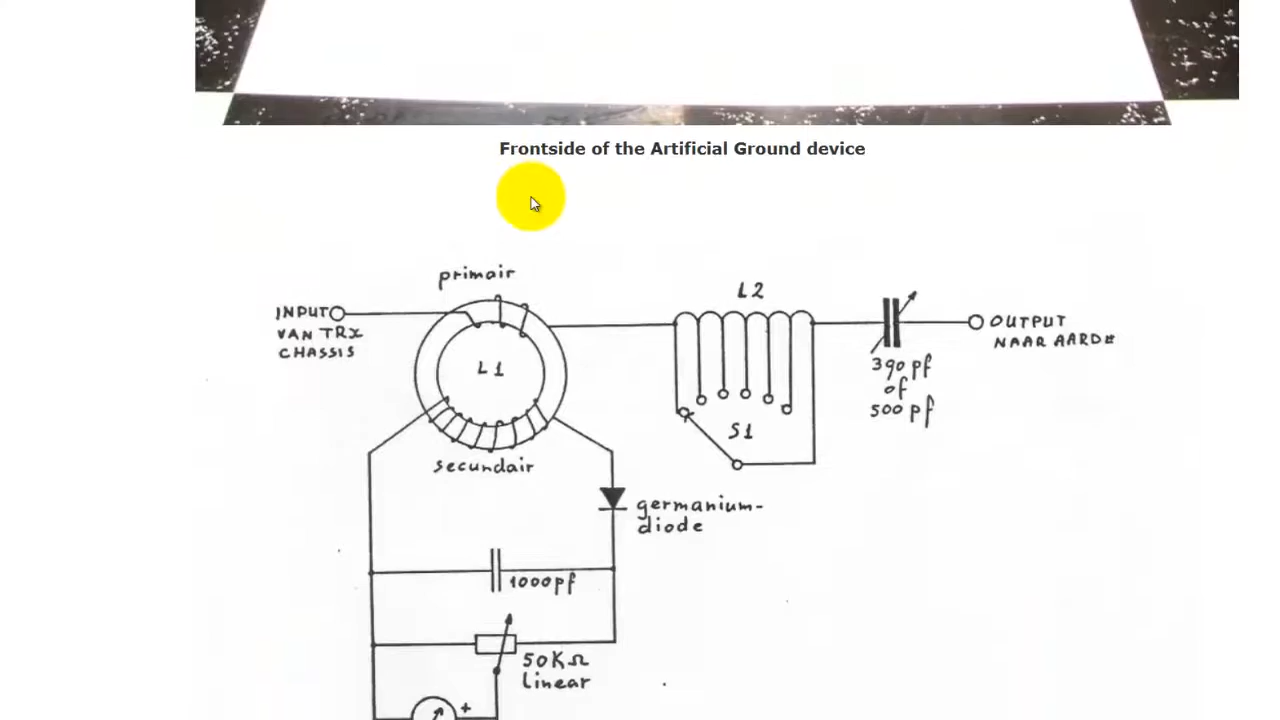 Frontside of the Artificial Ground device
primair
INPUT
VAN TRX
CHASSIS
L1
secundair
L2
S1
390 pf
of
500 pf
OUTPUT
NAAR AARDE
germanium-
diode
1000pf
50KΩ
Linear
+